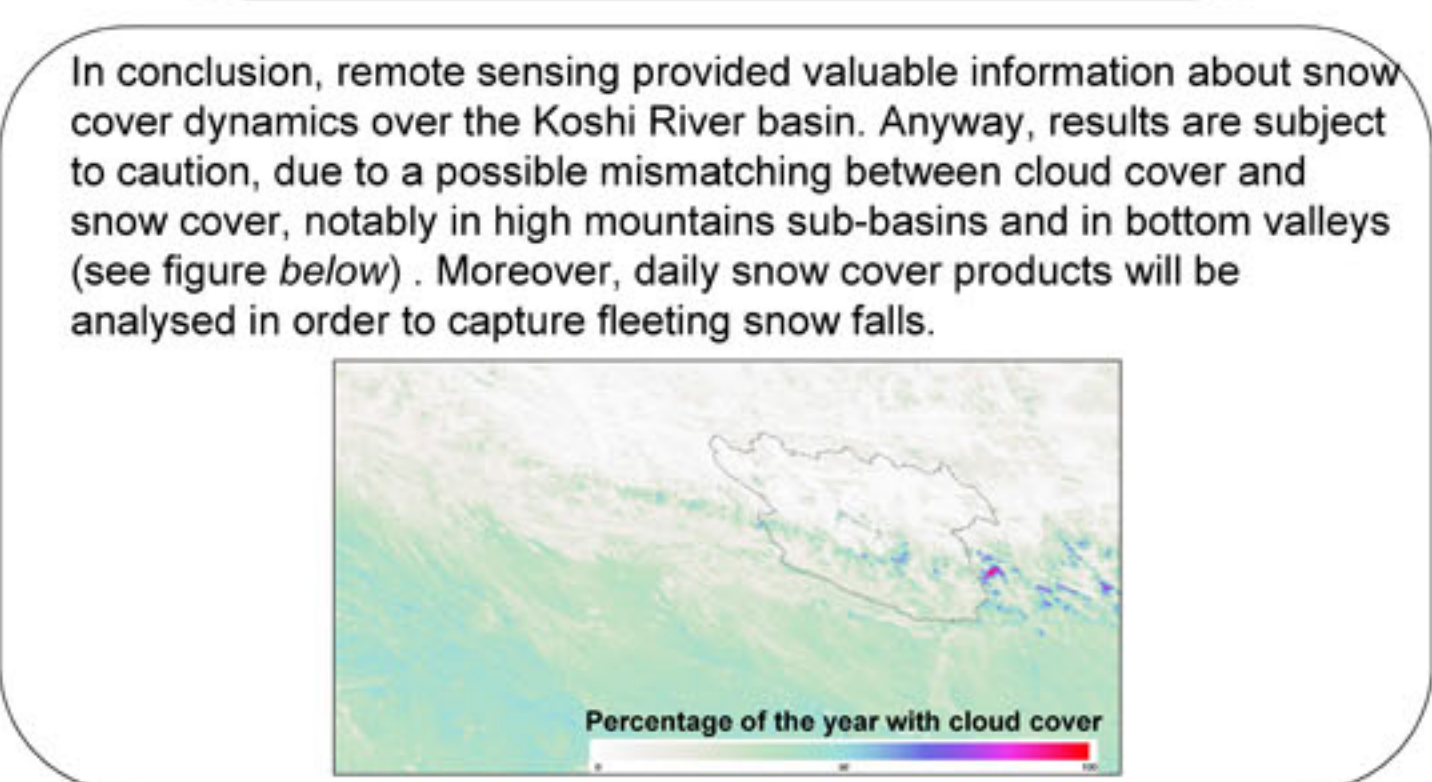 In conclusion, remote sensing provided valuable information about snow
cover dynamics over the Koshi River basin. Anyway, results are subject
to caution, due to a possible mismatching between cloud cover and
snow cover, notably in high mountains sub-basins and in bottom valleys
(see figure below) . Moreover, daily snow cover products will be
analysed in order to capture fleeting snow falls.
Percentage of the year with cloud cover
0 50 100